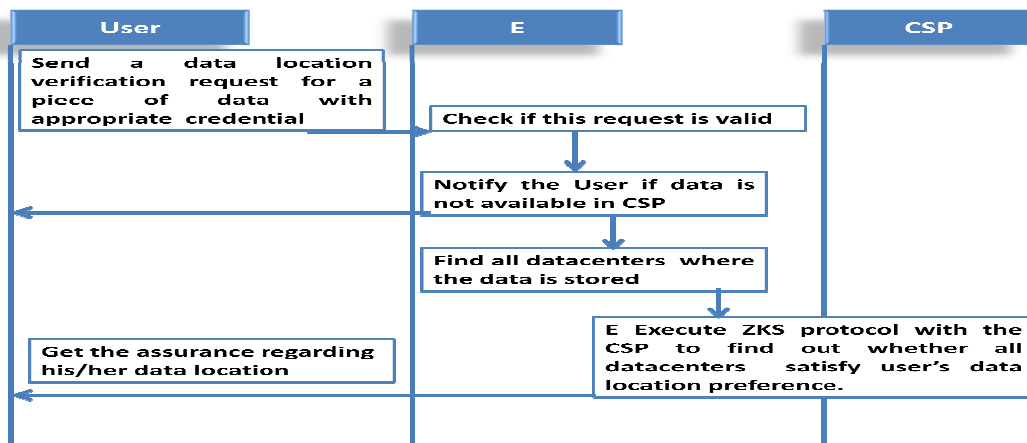 User
E
CSP
Send a data location
verification request for a
piece of data with
appropriate credential
Check if this request is valid
Notify the User if data is
not available in CSP
Find all datacenters where
the data is stored
E Execute ZKS protocol with the
CSP to find out whether all
datacenters satisfy user's data
location preference.
Get the assurance regarding
his/her data location